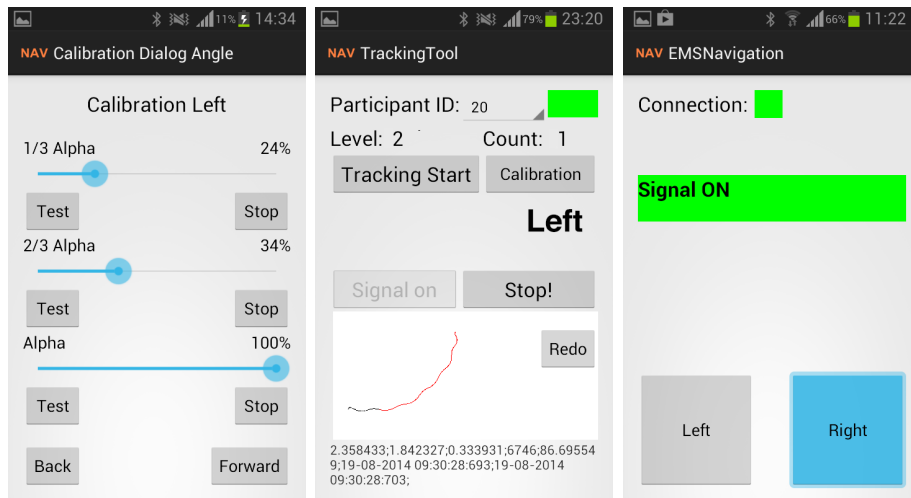 11% 14:34
NAV Calibration Dialog Angle
Calibration Left
1/3 Alpha 24%
Test Stop
2/3 Alpha 34%
Test Stop
Alpha 100%
Test Stop
Back Forward
79% 23:20
NAV TrackingTool
Participant ID: 20
Level: 2 Count: 1
Tracking Start Calibration
Left
Signal on Stop!
Redo
2.358433;1.842327;0.333931;6746;86.69554
9;19-08-2014 09:30:28:693;19-08-2014
09:30:28:703;
66% 11:22
NAV EMSNavigation
Connection:
Signal ON
Left Right